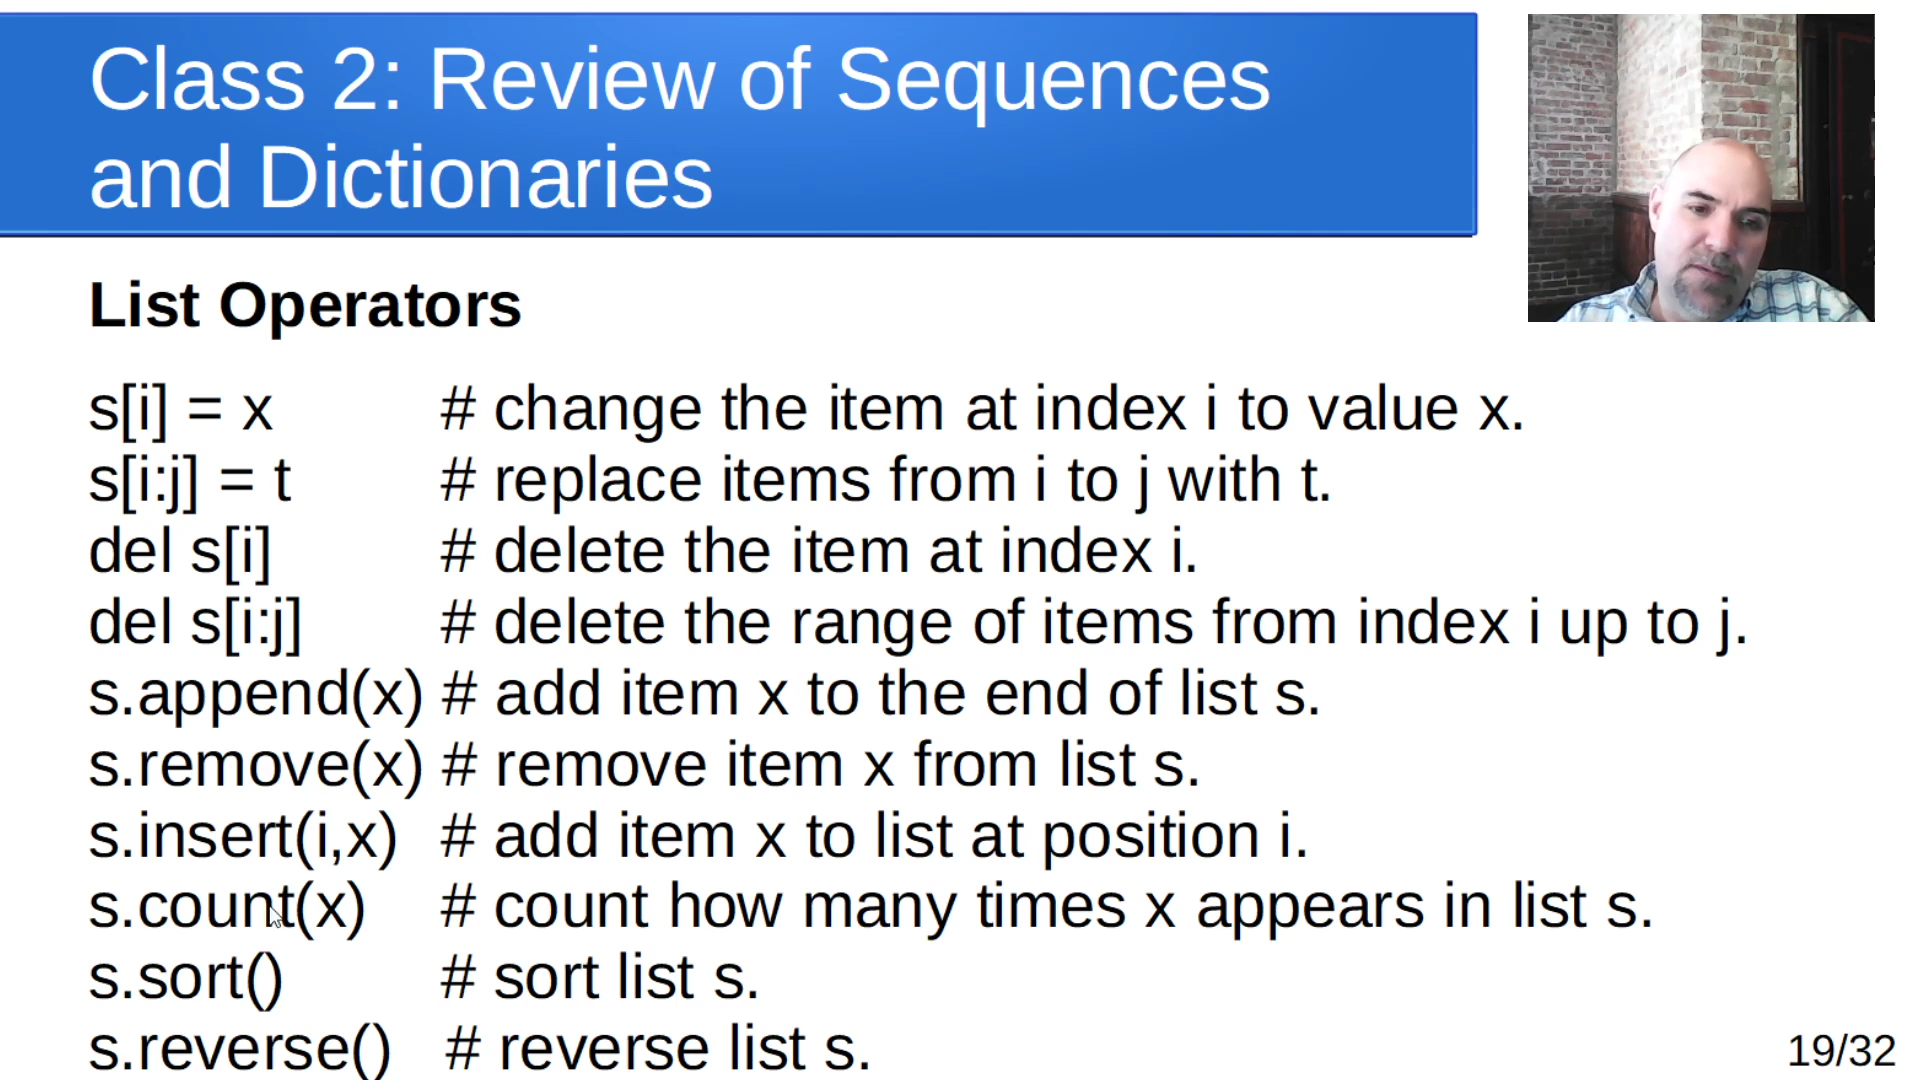 Class 2: Review of Sequences
and Dictionaries
List Operators
s[i] = x # change the item at index i to value x.
s[i:j] = t # replace items from i to j with t.
del s[i] # delete the item at index i.
del s[i:j] # delete the range of items from index i up to j.
s.append(x) # add item x to the end of list s.
s.remove(x) # remove item x from list s.
s.insert(i,x) # add item x to list at position i.
s.count(x) # count how many times x appears in list s.
s.sort() # sort list s.
s.reverse() # reverse list s.
19/32